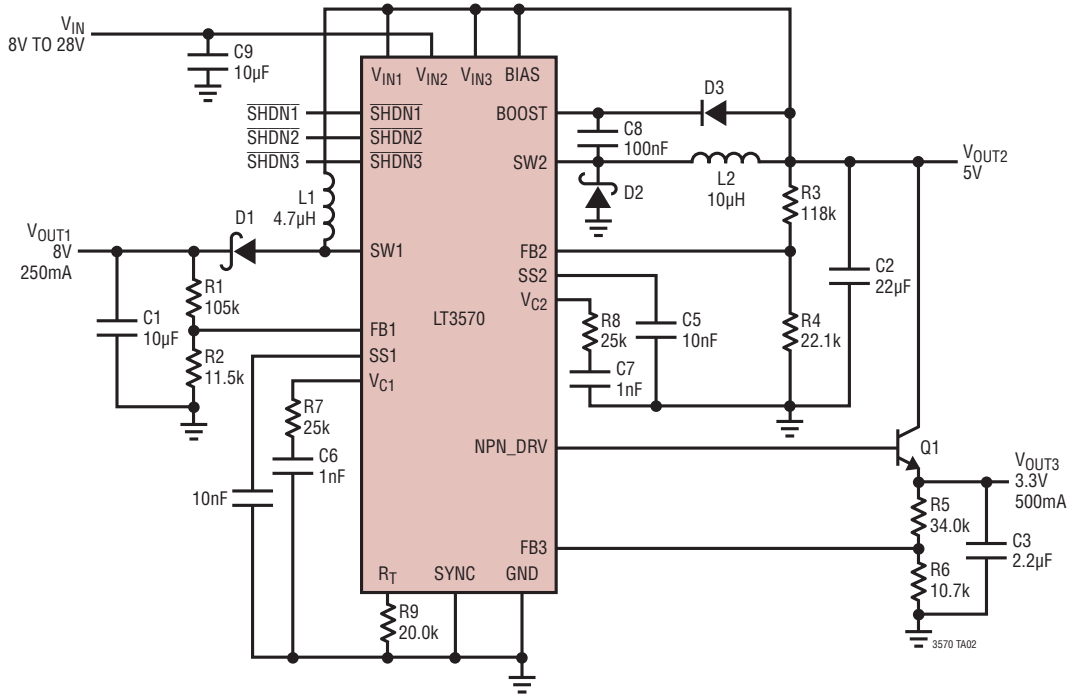 VIN
8V TO 28V
C9
10µF
VIN1
VIN2
VIN3
BIAS
SHDN1
SHDN1
SHDN2
SHDN2
SHDN3
SHDN3
BOOST
SW2
D3
C8
100nF
D2
L2
10µH
VOUT2
5V
L1
4.7µH
D1
VOUT1
8V
250mA
SW1
FB2
SS2
VC2
R3
118k
C2
22µF
R1
105k
C1
10µF
R2
11.5k
FB1
SS1
VC1
LT3570
R8
25k
C7
1nF
C5
10nF
R4
22.1k
R7
25k
C6
1nF
10nF
NPN_DRV
Q1
VOUT3
3.3V
500mA
R5
34.0k
C3
2.2µF
FB3
R6
10.7k
RT
SYNC
GND
R9
20.0k
3570 TA02